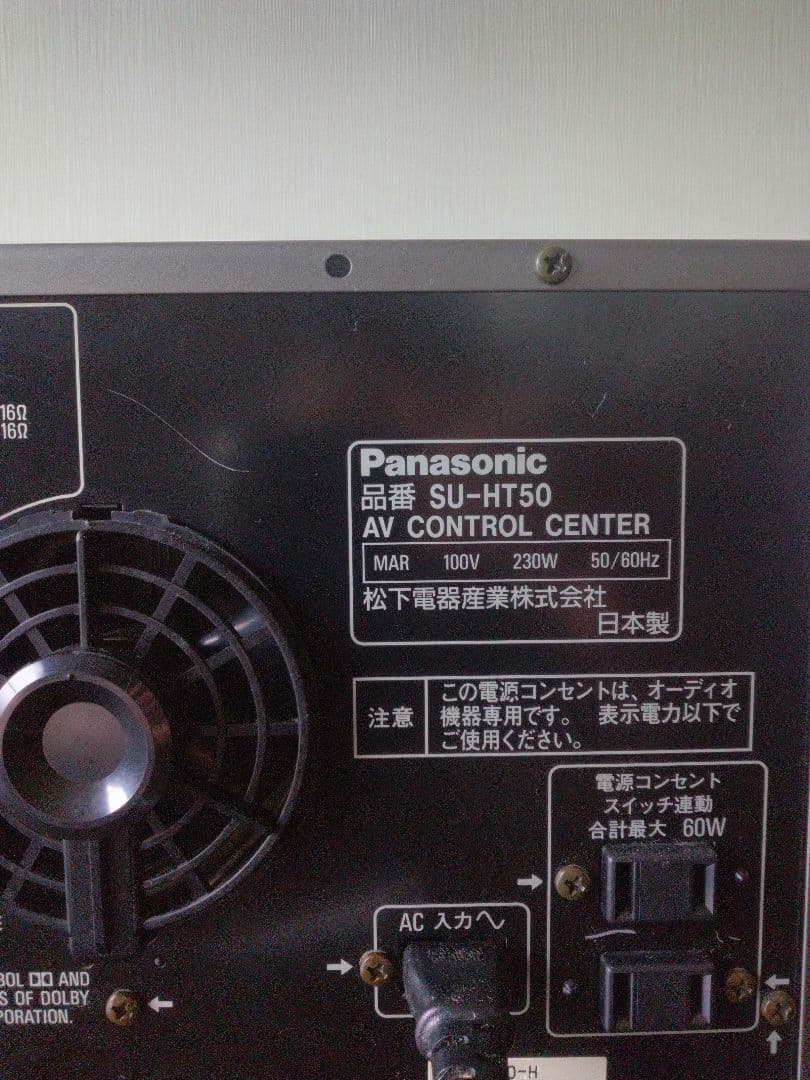 16Ω
16Ω
Panasonic
品番 SU-HT50
AV CONTROL CENTER
MAR 100V 230W 50/60Hz
松下電器産業株式会社
日本製
注意
この電源コンセントは、オーディオ
機器専用です。 表示電力以下で
ご使用ください。
電源コンセント
スイッチ連動
合計最大 60W
AC 入力
AND
OF DOLBY